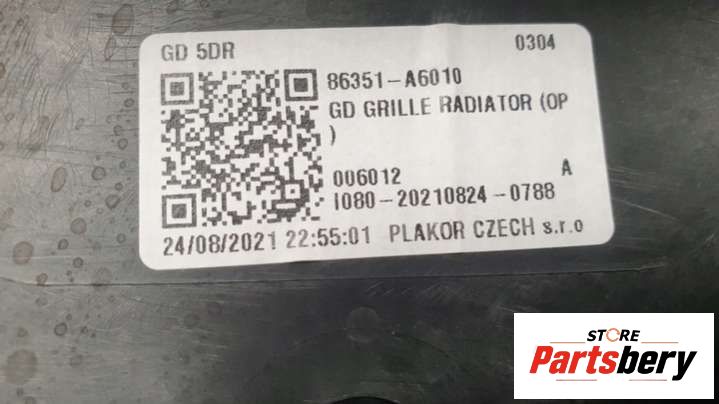 GD 5DR 0304
86351-A6010
GD GRILLE RADIATOR (OP
)
006012 A
I080-20210824-0788
24/08/2021 22:55:01 PLAKOR CZECH s.r.o
STORE
Partsbery